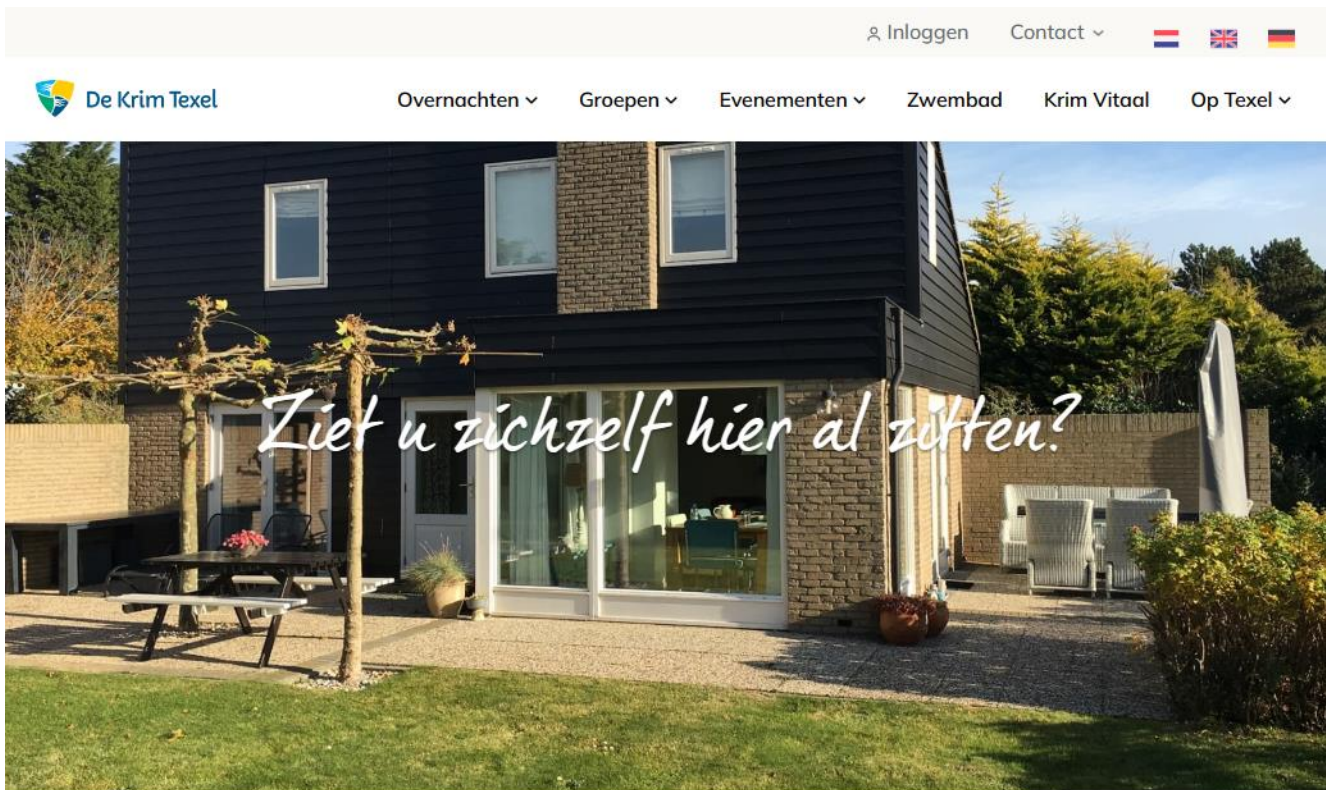 Inloggen Contact
De Krim Texel Overnachten Groepen Evenementen Zwembad Krim Vitaal Op Texel
Ziet u zichzelf hier al zitten?